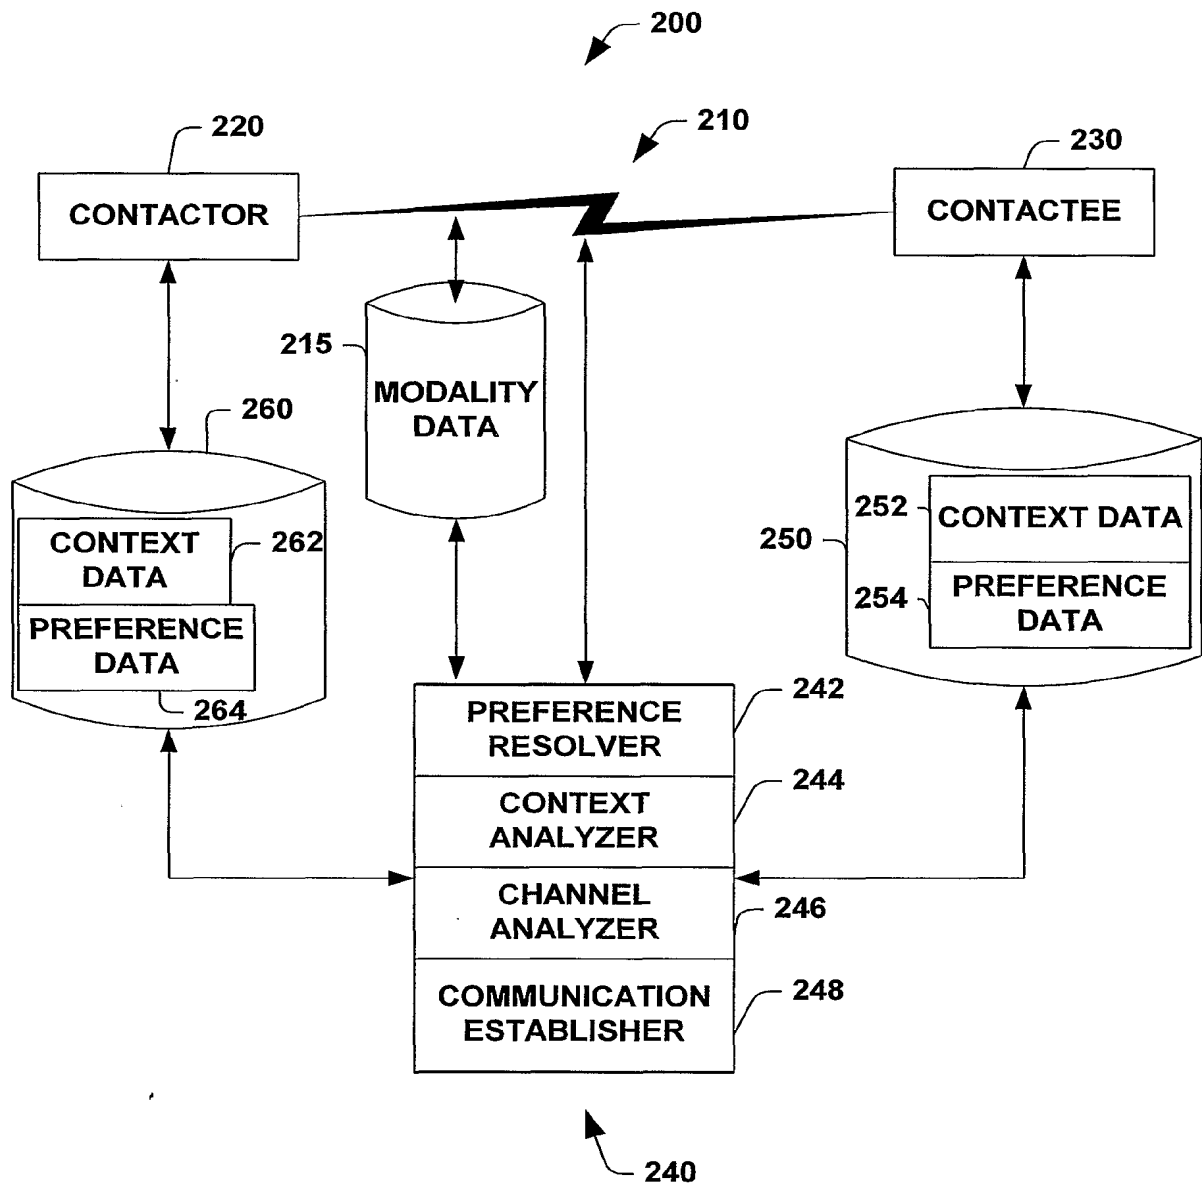 200
210
220
230
CONTACTOR
CONTACTEE
215
MODALITY
DATA
260
252
CONTEXT DATA
250
254
PREFERENCE
DATA
CONTEXT
DATA
262
PREFERENCE
DATA
264
PREFERENCE
RESOLVER
242
CONTEXT
ANALYZER
244
CHANNEL
ANALYZER
246
COMMUNICATION
ESTABLISHER
248
240